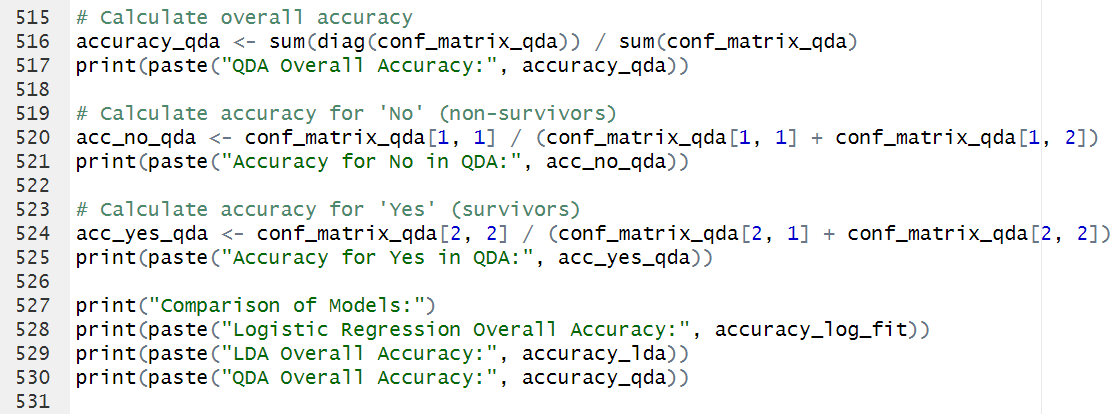 515 # Calculate overall accuracy
516 accuracy_qda <- sum(diag(conf_matrix_qda)) / sum(conf_matrix_qda)
517 print(paste("QDA Overall Accuracy:", accuracy_qda))
518
519 # Calculate accuracy for 'No' (non-survivors)
520 acc_no_qda <- conf_matrix_qda[1, 1] / (conf_matrix_qda[1, 1] + conf_matrix_qda[1, 2])
521 print(paste("Accuracy for No in QDA:", acc_no_qda))
522
523 # Calculate accuracy for 'Yes' (survivors)
524 acc_yes_qda <- conf_matrix_qda[2, 2] / (conf_matrix_qda[2, 1] + conf_matrix_qda[2, 2])
525 print(paste("Accuracy for Yes in QDA:", acc_yes_qda))
526
527 print("Comparison of Models:")
528 print(paste("Logistic Regression Overall Accuracy:", accuracy_log_fit))
529 print(paste("LDA Overall Accuracy:", accuracy_lda))
530 print(paste("QDA Overall Accuracy:", accuracy_qda))
531